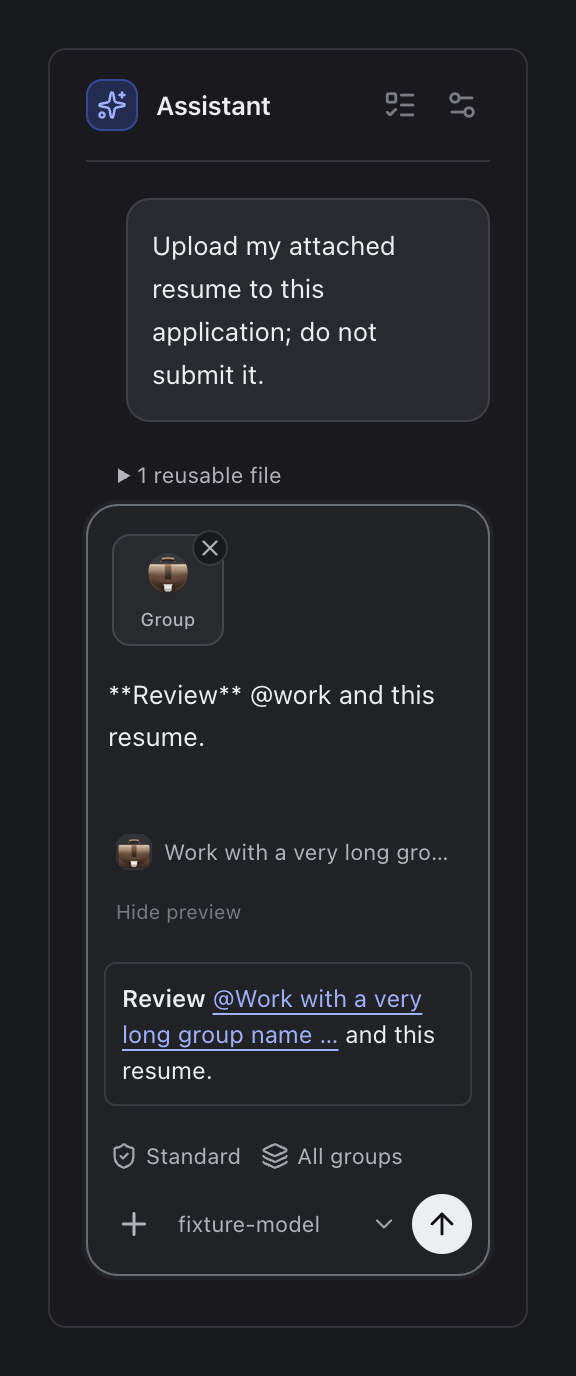 Assistant
Upload my attached
resume to this
application; do not
submit it.
1 reusable file
Group
**Review** @work and this
resume.
Work with a very long gro...
Hide preview
Review @Work with a very
long group name ... and this
resume.
Standard
All groups
fixture-model